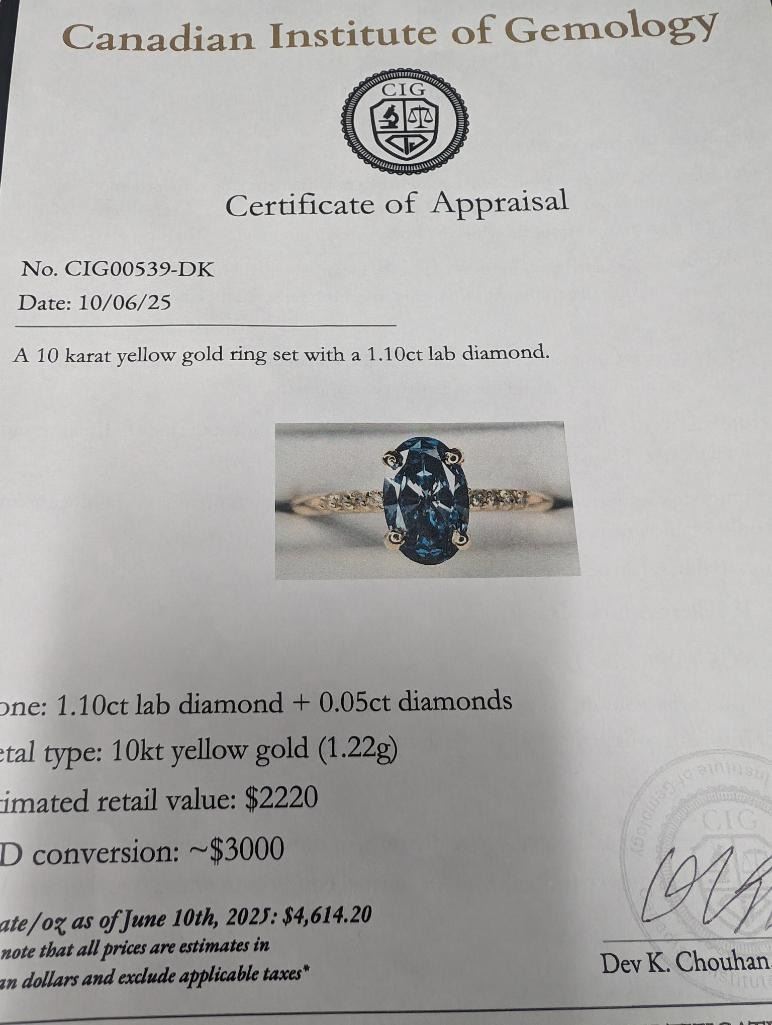 Canadian Institute of Gemology
CIG
Certificate of Appraisal
No. CIG00539-DK
Date: 10/06/25
A 10 karat yellow gold ring set with a 1.10ct lab diamond.
one: 1.10ct lab diamond + 0.05ct diamonds
etal type: 10kt yellow gold (1.22g)
timated retail value: $2220
D conversion: ~$3000
ate/oz as of June 10th, 2025: $4,614.20
note that all prices are estimates in
an dollars and exclude applicable taxes*
CIG
Dev K. Chouhan